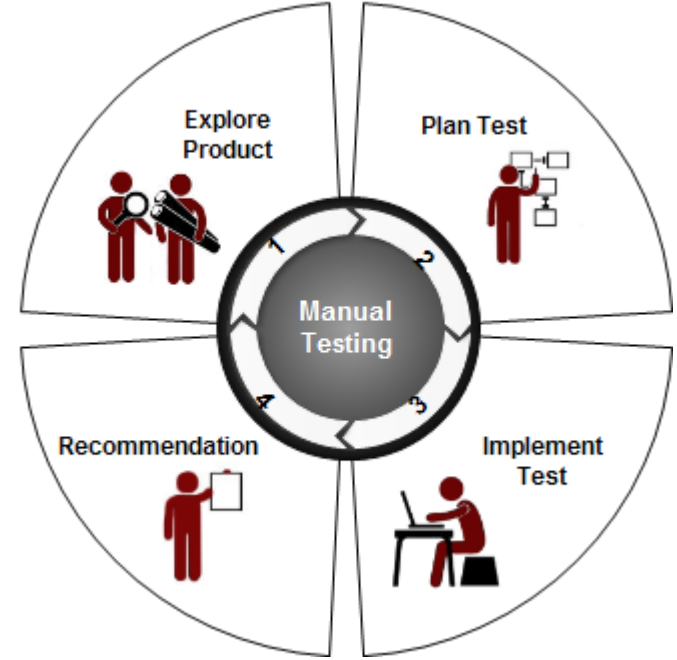 Explore
Product
Plan Test
1
2
Manual
Testing
4
3
Recommendation
Implement
Test